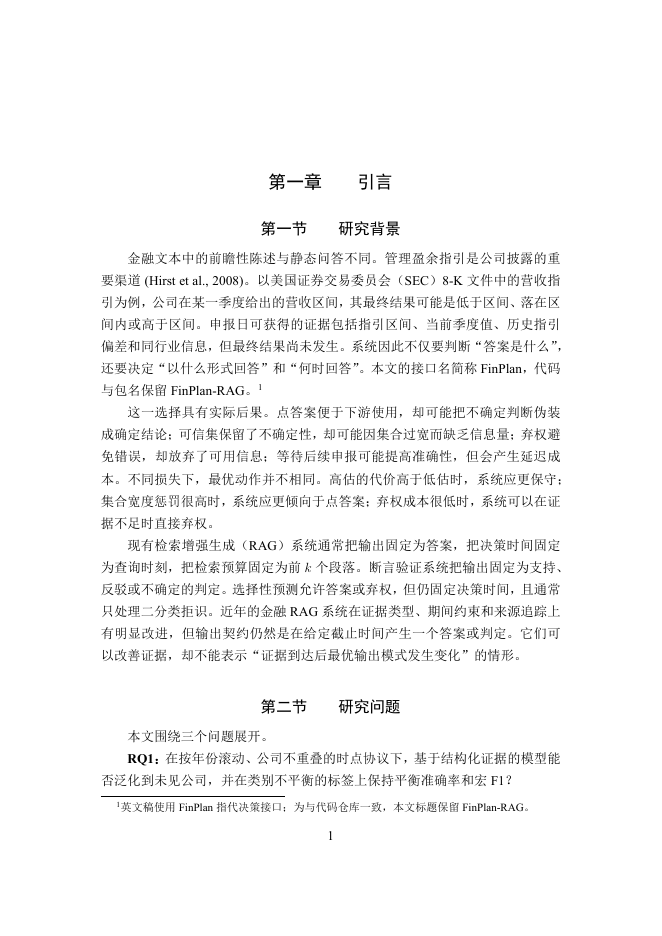 第一章 引言
第一节 研究背景
金融文本中的前瞻性陈述与静态问答不同。管理盈余指引是公司披露的重
要渠道 (Hirst et al., 2008)。以美国证券交易委员会（SEC）8-K 文件中的营收指
引为例，公司在某一季度给出的营收区间，其最终结果可能是低于区间、落在区
间内或高于区间。申报日可获得的证据包括指引区间、当前季度值、历史指引
偏差和同行业信息，但最终结果尚未发生。系统因此不仅要判断“答案是什么”，
还要决定“以什么形式回答”和“何时回答”。本文的接口名简称 FinPlan，代码
与包名保留 FinPlan-RAG。1
这一选择具有实际后果。点答案便于下游使用，却可能把不确定判断伪装
成确定结论；可信集保留了不确定性，却可能因集合过宽而缺乏信息量；弃权避
免错误，却放弃了可用信息；等待后续申报可能提高准确性，但会产生延迟成
本。不同损失下，最优动作并不相同。高估的代价高于低估时，系统应更保守；
集合宽度惩罚很高时，系统应更倾向于点答案；弃权成本很低时，系统可以在证
据不足时直接弃权。
现有检索增强生成（RAG）系统通常把输出固定为答案，把决策时间固定
为查询时刻，把检索预算固定为前 k 个段落。断言验证系统把输出固定为支持、
反驳或不确定的判定。选择性预测允许答案或弃权，但仍固定决策时间，且通常
只处理二分类拒识。近年的金融 RAG 系统在证据类型、期间约束和来源追踪上
有明显改进，但输出契约仍然是在给定截止时间产生一个答案或判定。它们可
以改善证据，却不能表示“证据到达后最优输出模式发生变化”的情形。
第二节 研究问题
本文围绕三个问题展开。
RQ1：在按年份滚动、公司不重叠的时点协议下，基于结构化证据的模型能
否泛化到未见公司，并在类别不平衡的标签上保持平衡准确率和宏 F1？
1英文稿使用 FinPlan 指代决策接口；为与代码仓库一致，本文标题保留 FinPlan-RAG。
1